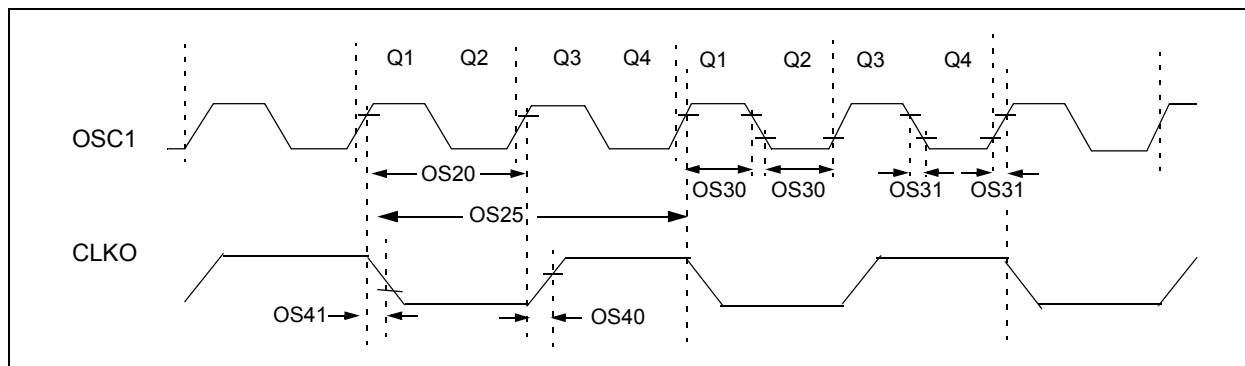 Q1 Q2 Q3 Q4 Q1 Q2 Q3 Q4
OSC1
OS20 OS30 OS30 OS31 OS31
OS25
CLKO
OS41 OS40